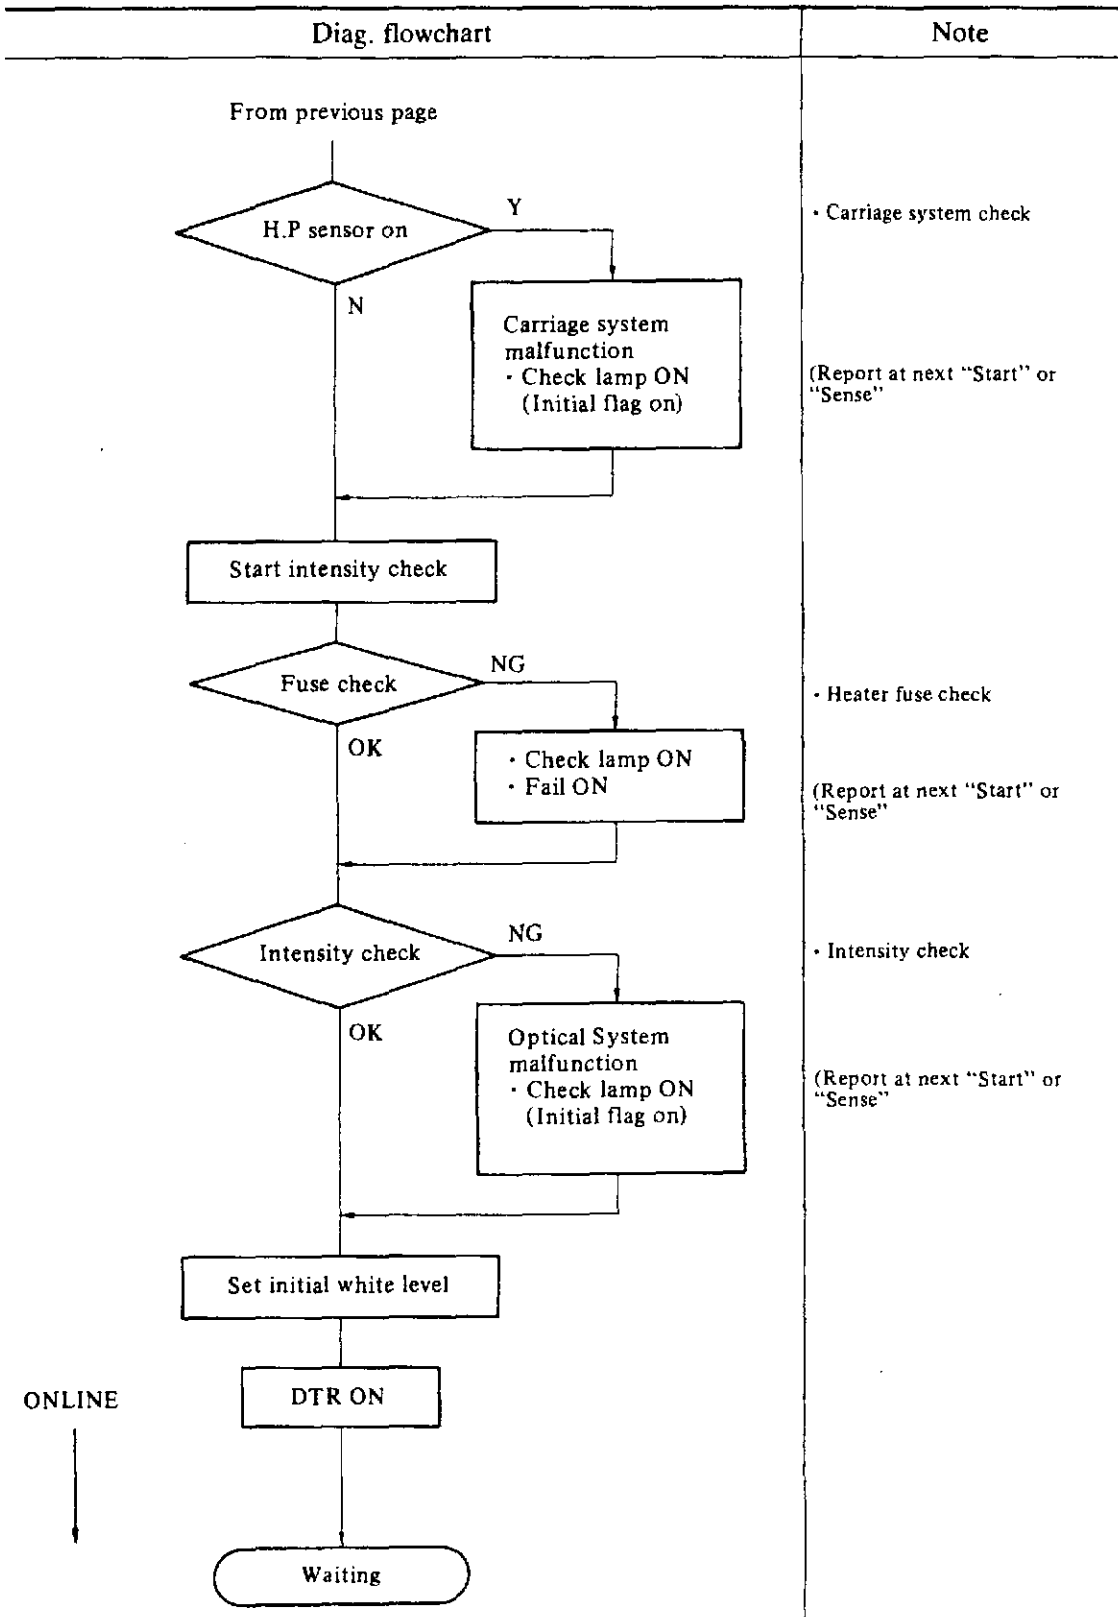 Diag. flowchart
Note
From previous page
H.P sensor on
Y
· Carriage system check
N
Carriage system
malfunction
· Check lamp ON
(Initial flag on)
(Report at next “Start” or
“Sense”
Start intensity check
Fuse check
NG
· Heater fuse check
OK
· Check lamp ON
· Fail ON
(Report at next “Start” or
“Sense”
Intensity check
NG
· Intensity check
OK
Optical System
malfunction
· Check lamp ON
(Initial flag on)
(Report at next “Start” or
“Sense”
Set initial white level
DTR ON
ONLINE
Waiting